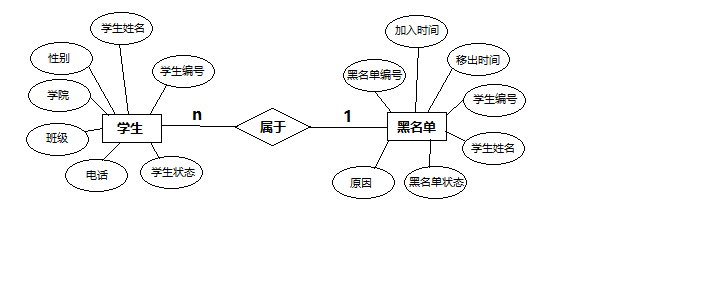 学生姓名
加入时间
性别
移出时间
学生编号
黑名单编号
学院
学生编号
n
1
学生
属于
黑名单
班级
学生姓名
电话
学生状态
原因
黑名单状态